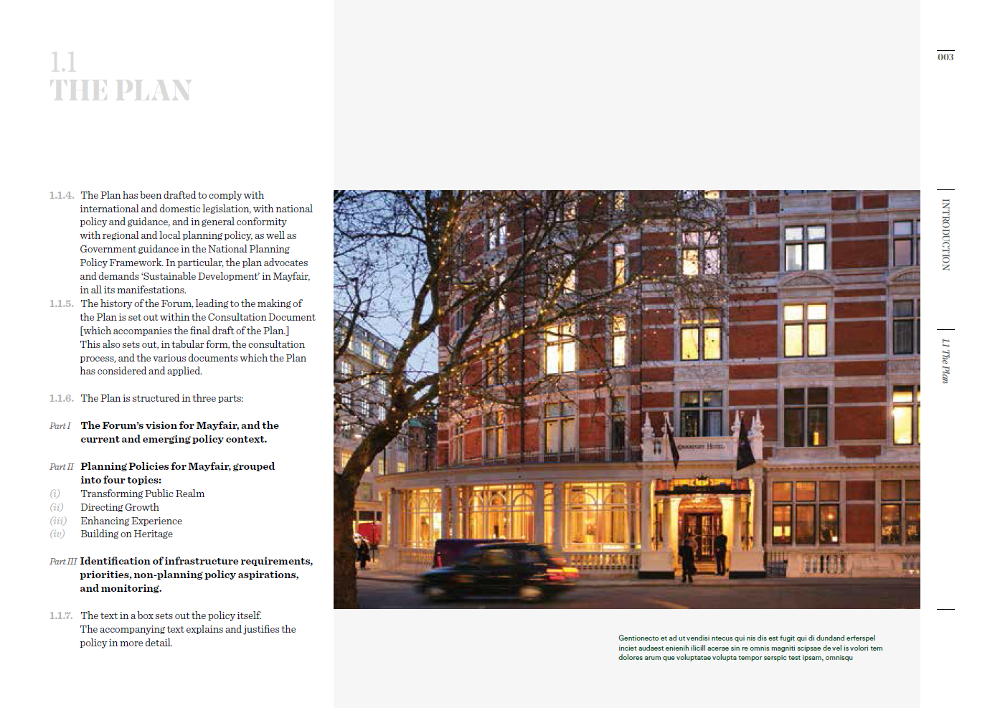 1.1
THE PLAN
1.1.4. The Plan has been drafted to comply with
international and domestic legislation, with national
policy and guidance, and in general conformity
with regional and local planning policy, as well as
Government guidance in the National Planning
Policy Framework. In particular, the plan advocates
and demands ‘Sustainable Development’ in Mayfair,
in all its manifestations.
1.1.5. The history of the Forum, leading to the making of
the Plan is set out within the Consultation Document
[which accompanies the final draft of the Plan.]
This also sets out, in tabular form, the consultation
process, and the various documents which the Plan
has considered and applied.
1.1.6. The Plan is structured in three parts:
Part I The Forum’s vision for Mayfair, and the
current and emerging policy context.
Part II Planning Policies for Mayfair, grouped
into four topics:
(i) Transforming Public Realm
(ii) Directing Growth
(iii) Enhancing Experience
(iv) Building on Heritage
Part III Identification of infrastructure requirements,
priorities, non-planning policy aspirations,
and monitoring.
1.1.7. The text in a box sets out the policy itself.
The accompanying text explains and justifies the
policy in more detail.
CONNAUGHT HOTEL
Gentionecto et ad ut vendisi ntecus qui nis dis est fugit qui di dundand erferspel
inciet audaest enienih ilicill acerae sin re omnis magniti scipsae de vel is volori tem
dolores arum que voluptatae volupta tempor serspic test ipsam, omnisqu
003
INTRODUCTION
1.1 The Plan